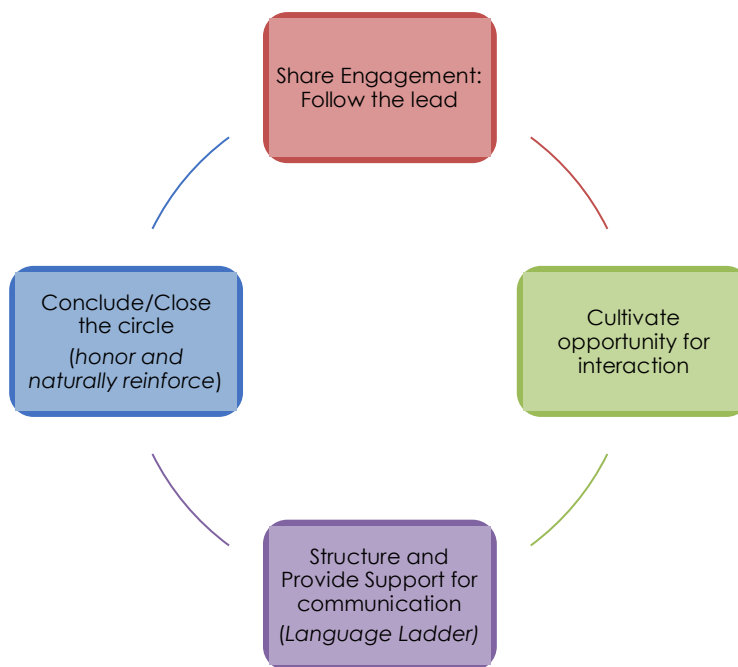 Share Engagement:
Follow the lead
Cultivate
opportunity for
interaction
Structure and
Provide Support for
communication
(Language Ladder)
Conclude/Close
the circle
(honor and
naturally reinforce)